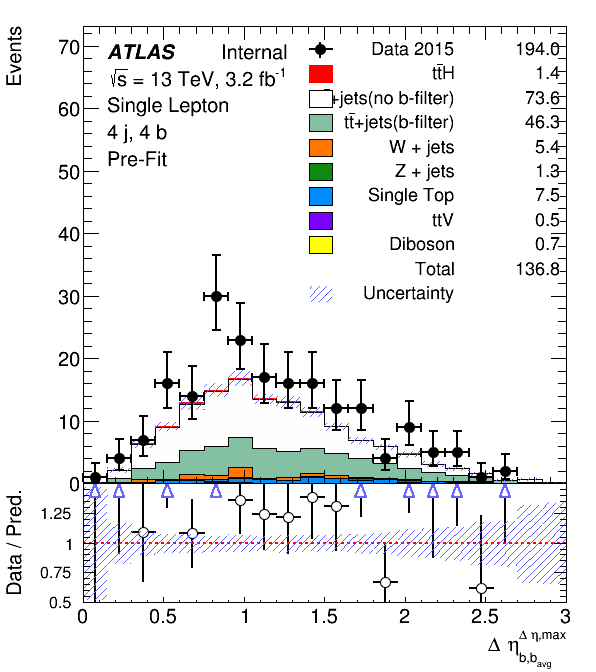 Events
70
60
50
40
30
20
10
0
ATLAS Internal
√s = 13 TeV, 3.2 fb-1
Single Lepton
4 j, 4 b
Pre-Fit
Data 2015 194.0
tt̄H 1.4
+jets(no b-filter) 73.6
tt̄+jets(b-filter) 46.3
W + jets 5.4
Z + jets 1.3
Single Top 7.5
ttV 0.5
Diboson 0.7
Total 136.8
Uncertainty
Data / Pred.
1.25
1
0.75
0.5
0 0.5 1 1.5 2 2.5 3
Δ η b,b avg Δ η,max